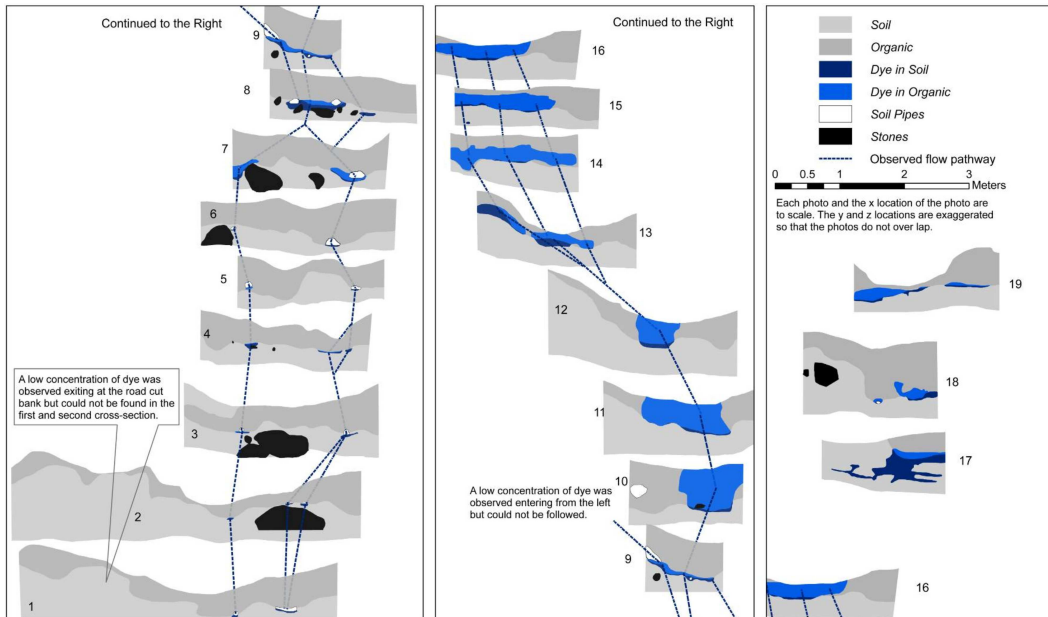 Continued to the Right
9
8
7
6
5
4
A low concentration of dye was
observed exiting at the road cut
bank but could not be found in the
first and second cross-section.
3
2
1
Continued to the Right
16
15
14
13
12
11
10
A low concentration of dye was
observed entering from the left
but could not be followed.
9
Soil
Organic
Dye in Soil
Dye in Organic
Soil Pipes
Stones
Observed flow pathway
0 0.5 1 2 3
Meters
Each photo and the x location of the photo are
to scale. The y and z locations are exaggerated
so that the photos do not over lap.
19
18
17
16